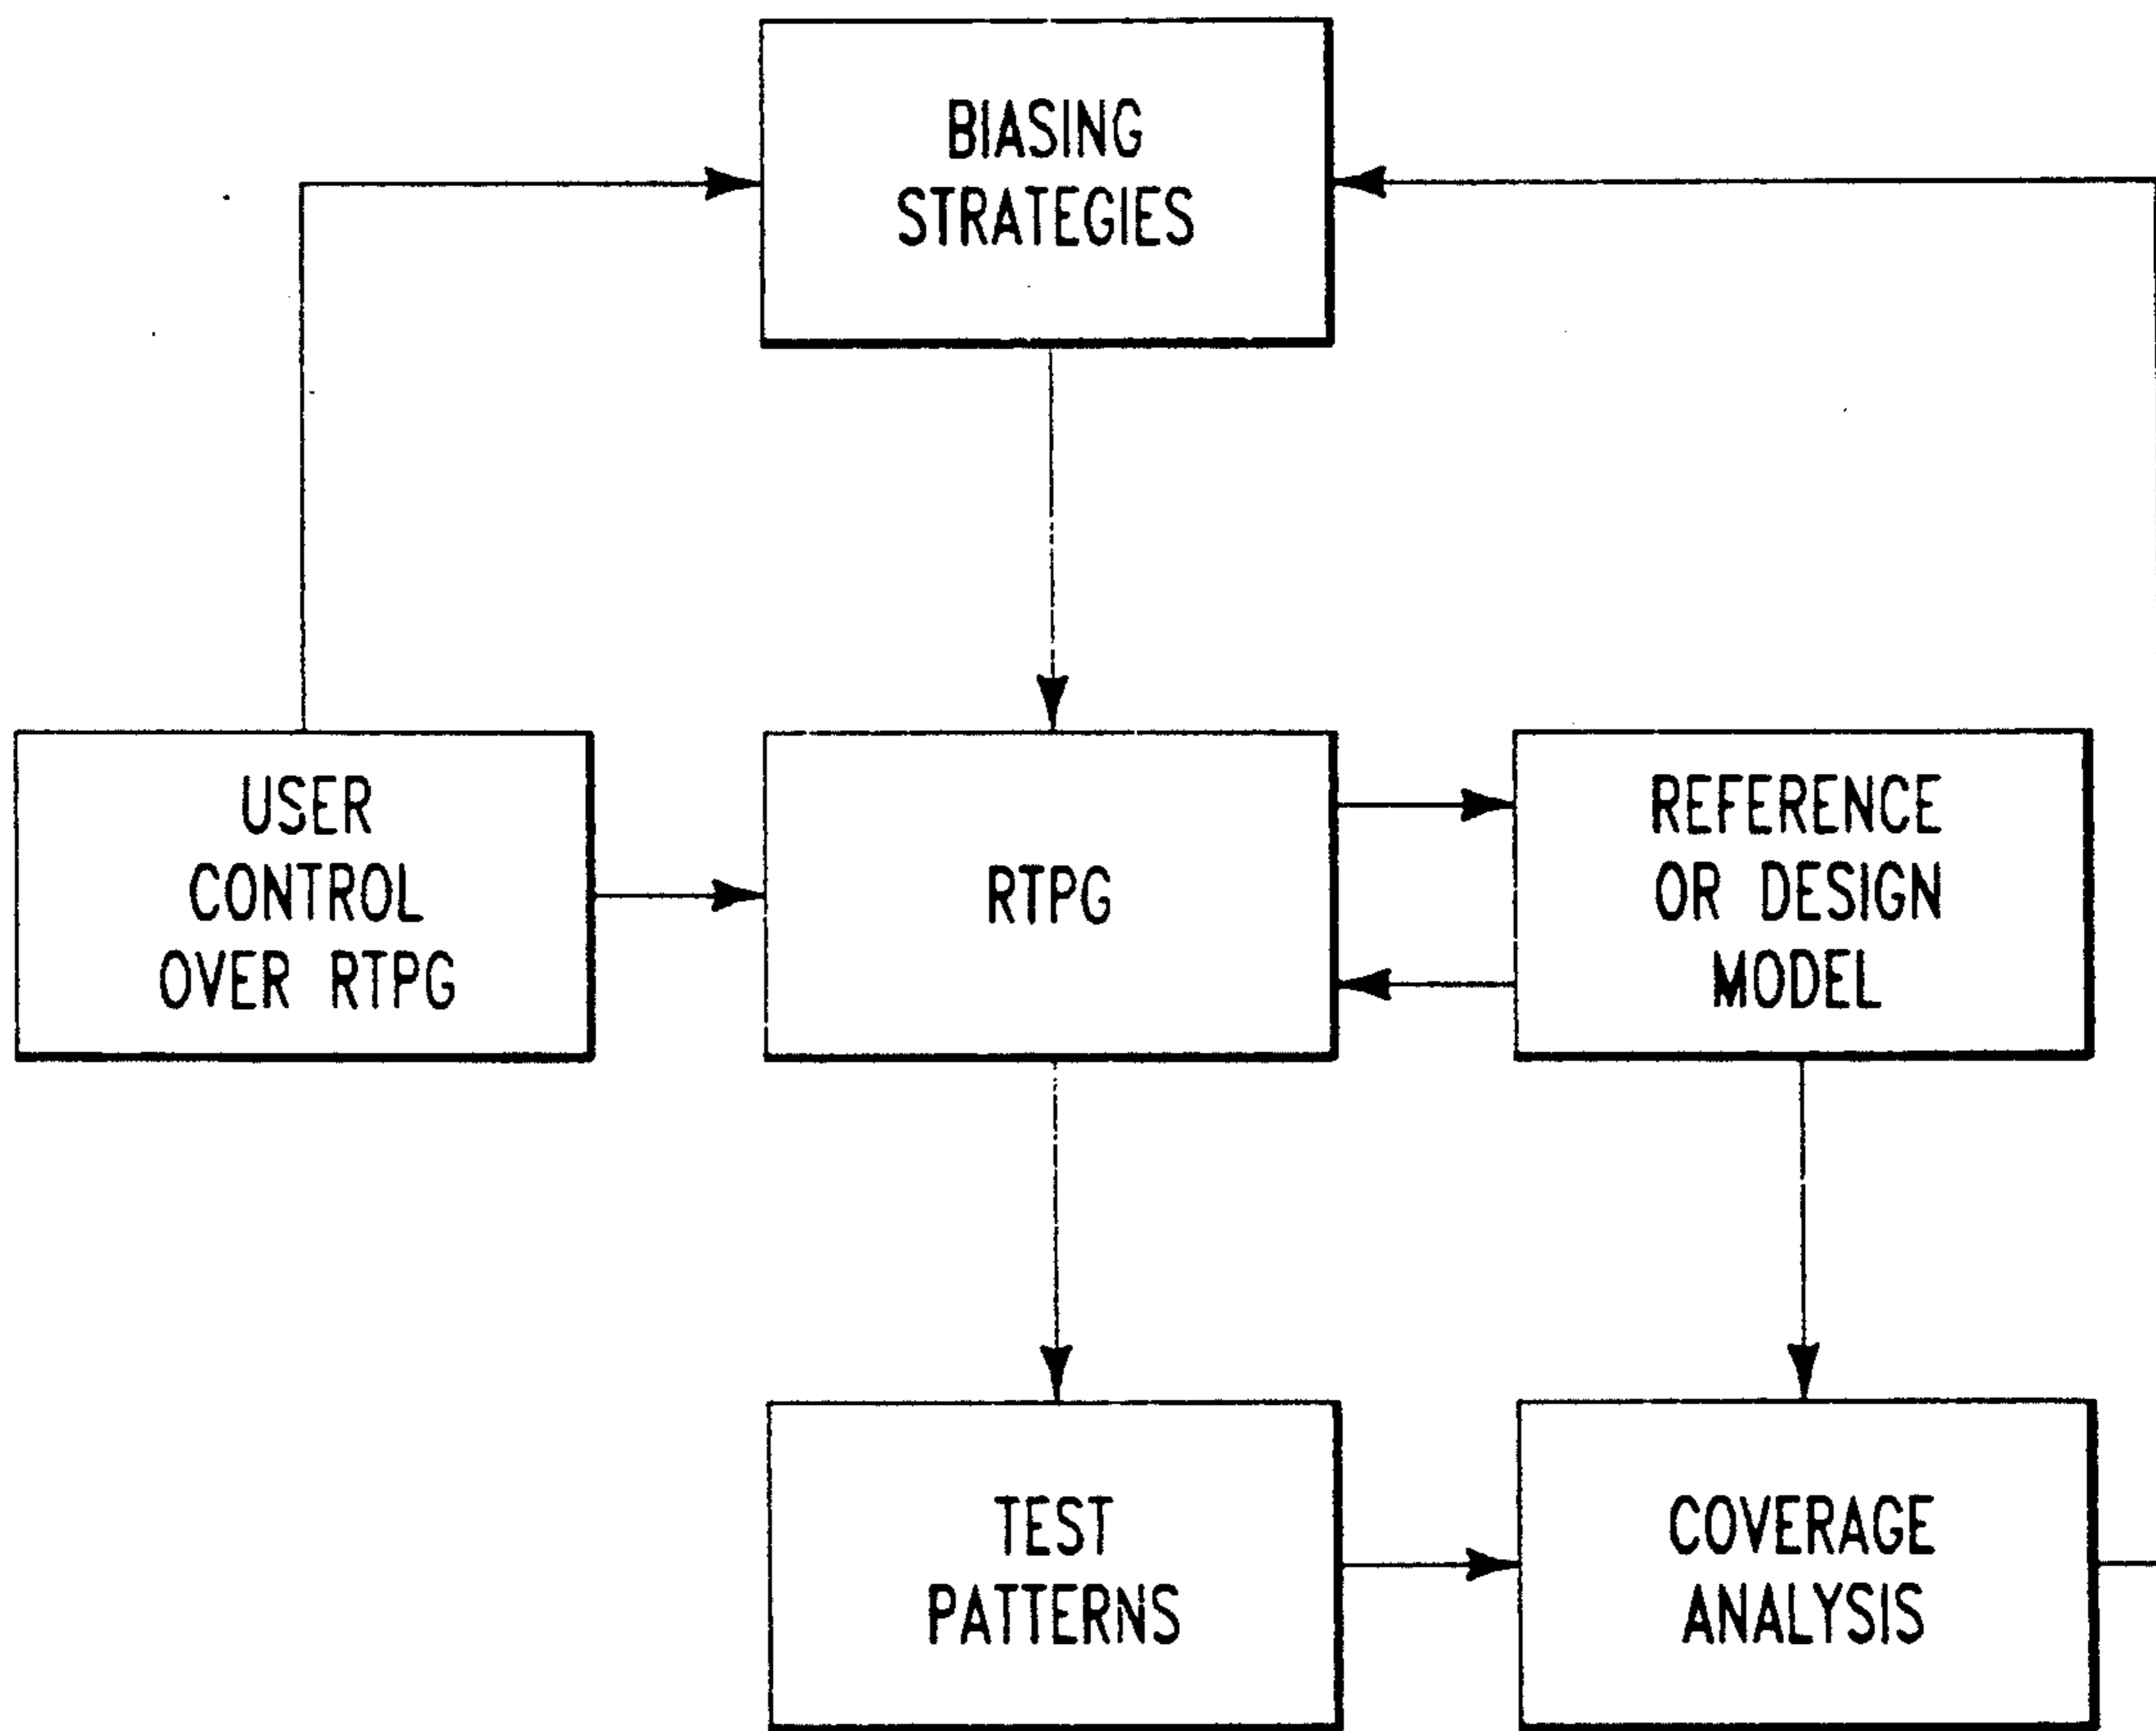 BIASING
STRATEGIES
USER
CONTROL
OVER RTPG
RTPG
REFERENCE
OR DESIGN
MODEL
TEST
PATTERNS
COVERAGE
ANALYSIS